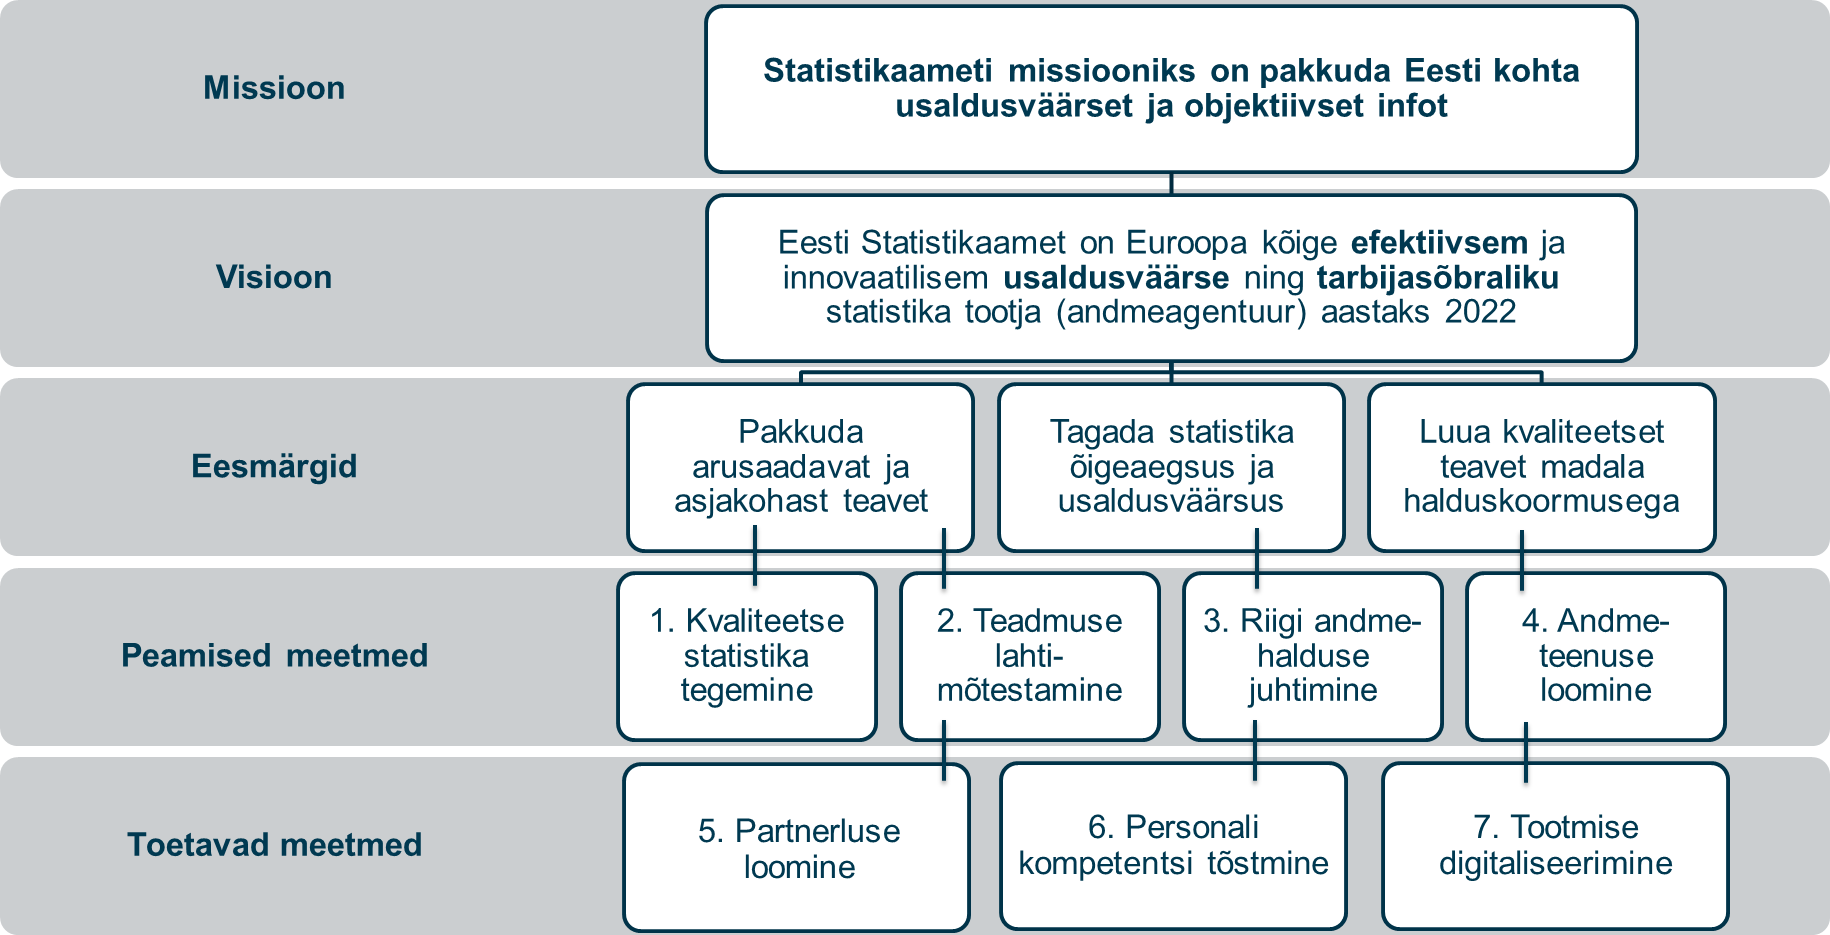 Missioon
Statistikaameti missiooniks on pakkuda Eesti kohta
usaldusväärset ja objektiivset infot
Visioon
Eesti Statistikaamet on Euroopa kõige efektiivsem ja
innovaatilisem usaldusväärse ning tarbijasõbraliku
statistika tootja (andmeagentuur) aastaks 2022
Eesmärgid
Pakkuda
arusaadavat ja
asjakohast teavet
Tagada statistika
õigeaegsus ja
usaldusväärsus
Luua kvaliteetset
teavet madala
halduskoormusega
Peamised meetmed
1. Kvaliteetse
statistika
tegemine
2. Teadmuse
lahti-
mõtestamine
3. Riigi andme-
halduse
juhtimine
4. Andme-
teenuse
loomine
Toetavad meetmed
5. Partnerluse
loomine
6. Personali
kompetentsi tõstmine
7. Tootmise
digitaliseerimine